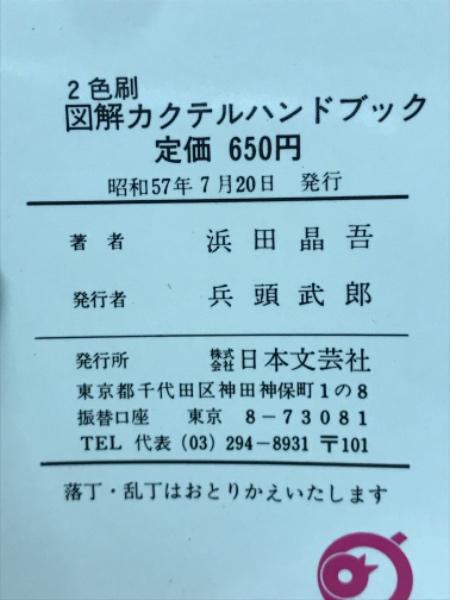 2色刷
図解カクテルハンドブック
定価 650円
昭和57年7月20日 発行
著者 浜田晶吾
発行者 兵頭武郎
発行所 株式会社日本文芸社
東京都千代田区神田神保町1の8
振替口座 東京 8-73081
TEL 代表(03)294-8931 〒101
落丁・乱丁はおとりかえいたします